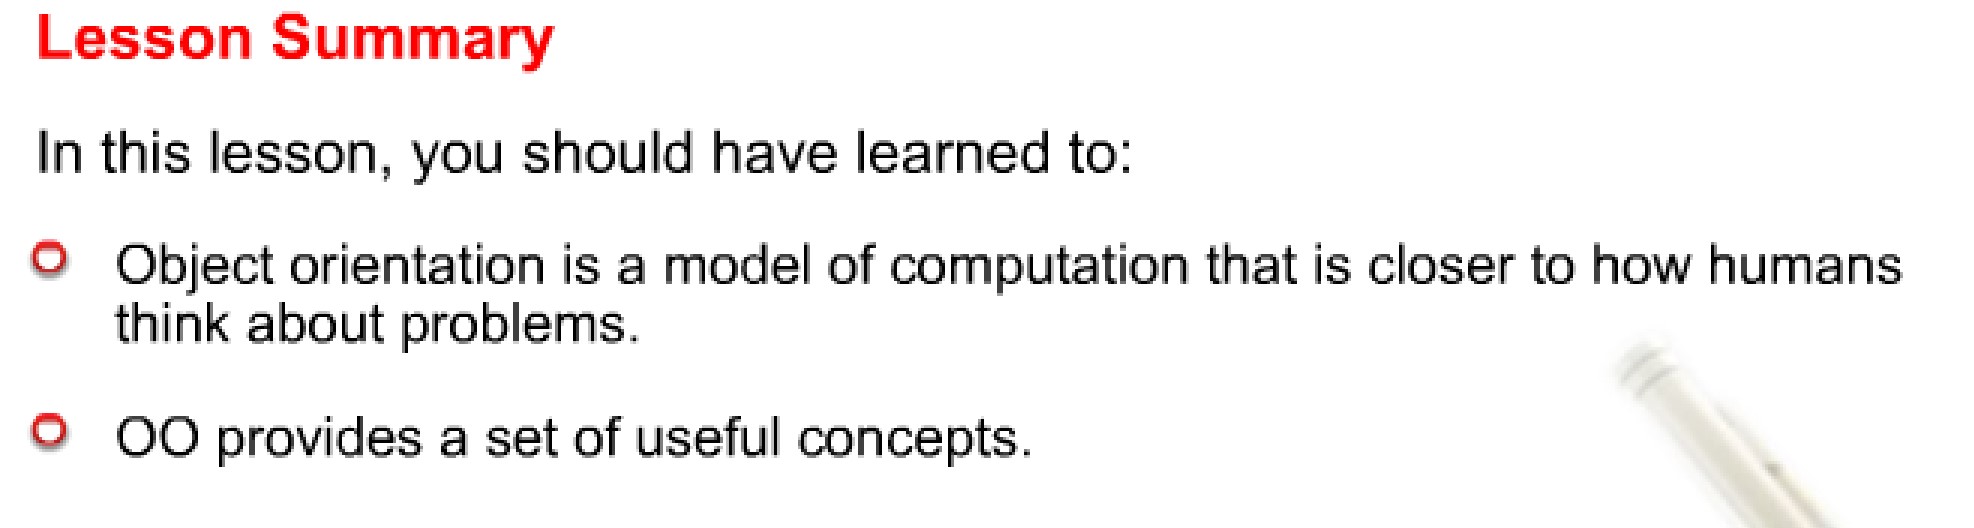 Lesson Summary
In this lesson, you should have learned to:
Object orientation is a model of computation that is closer to how humans
think about problems.
OO provides a set of useful concepts.